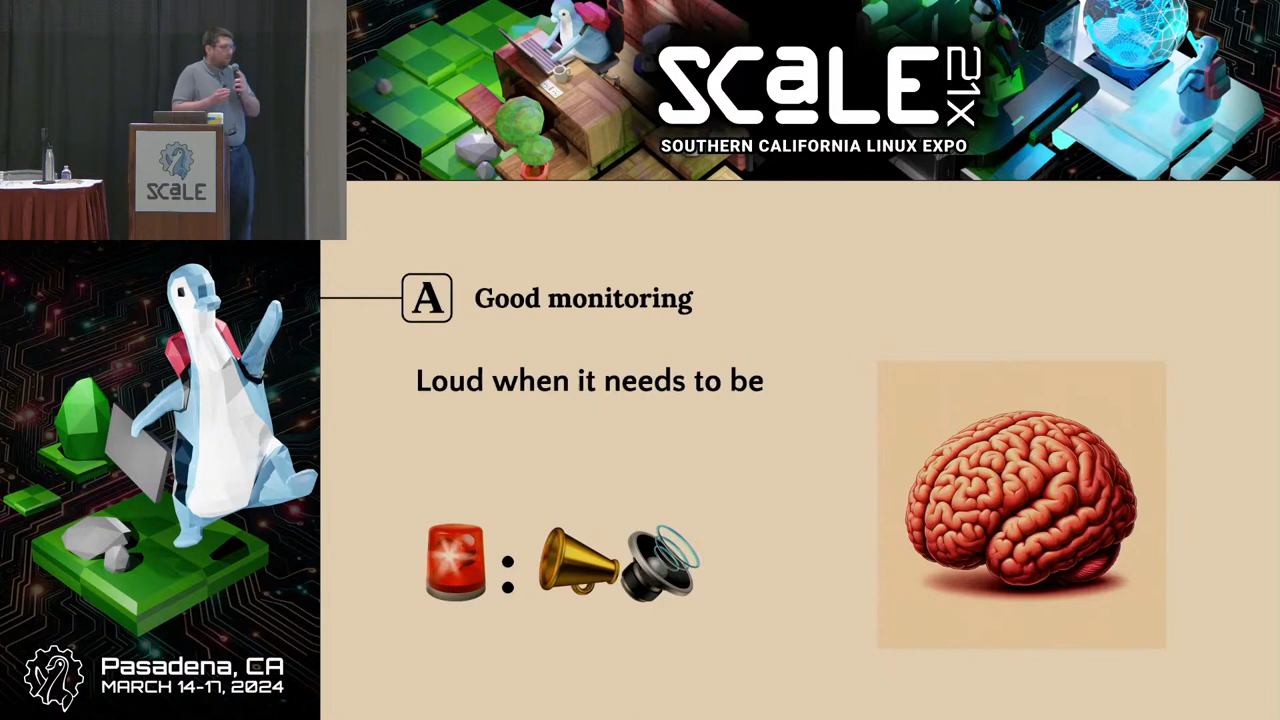 SCALE
21X
SOUTHERN CALIFORNIA LINUX EXPO
SCALE
A Good monitoring
Loud when it needs to be
:
Pasadena, CA
MARCH 14-17, 2024